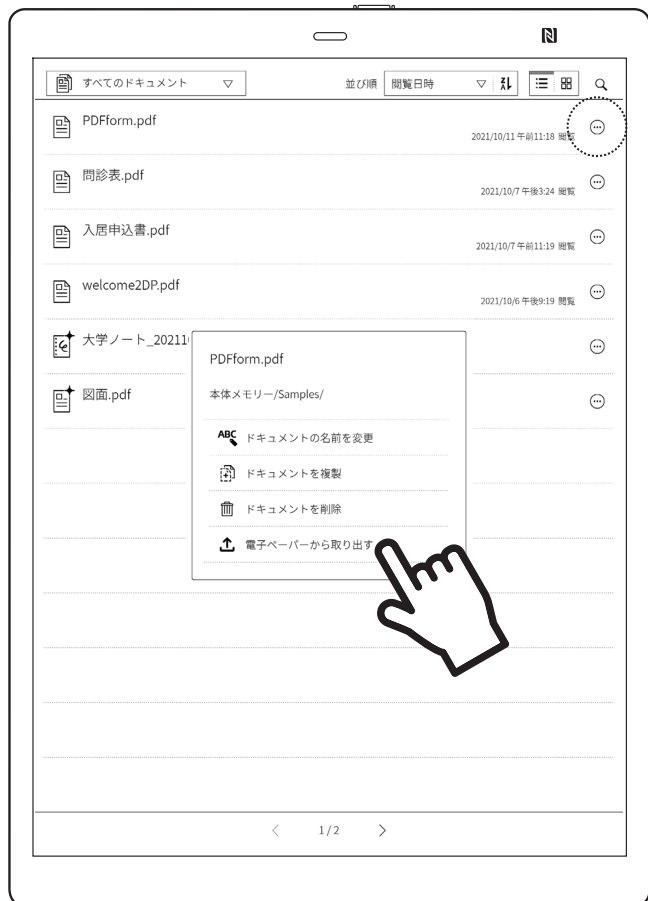 すべてのドキュメント
並び順 閲覧日時
PDFform.pdf
2021/10/11 午前11:18 閲覧
問診表.pdf
2021/10/7 午後3:24 閲覧
入居申込書.pdf
2021/10/7 午前11:19 閲覧
welcome2DP.pdf
2021/10/6 午後9:19 閲覧
大学ノート_20211
図面.pdf
PDFform.pdf
本体メモリー/Samples/
ABC ドキュメントの名前を変更
ドキュメントを複製
ドキュメントを削除
電子ペーパーから取り出す
1 / 2